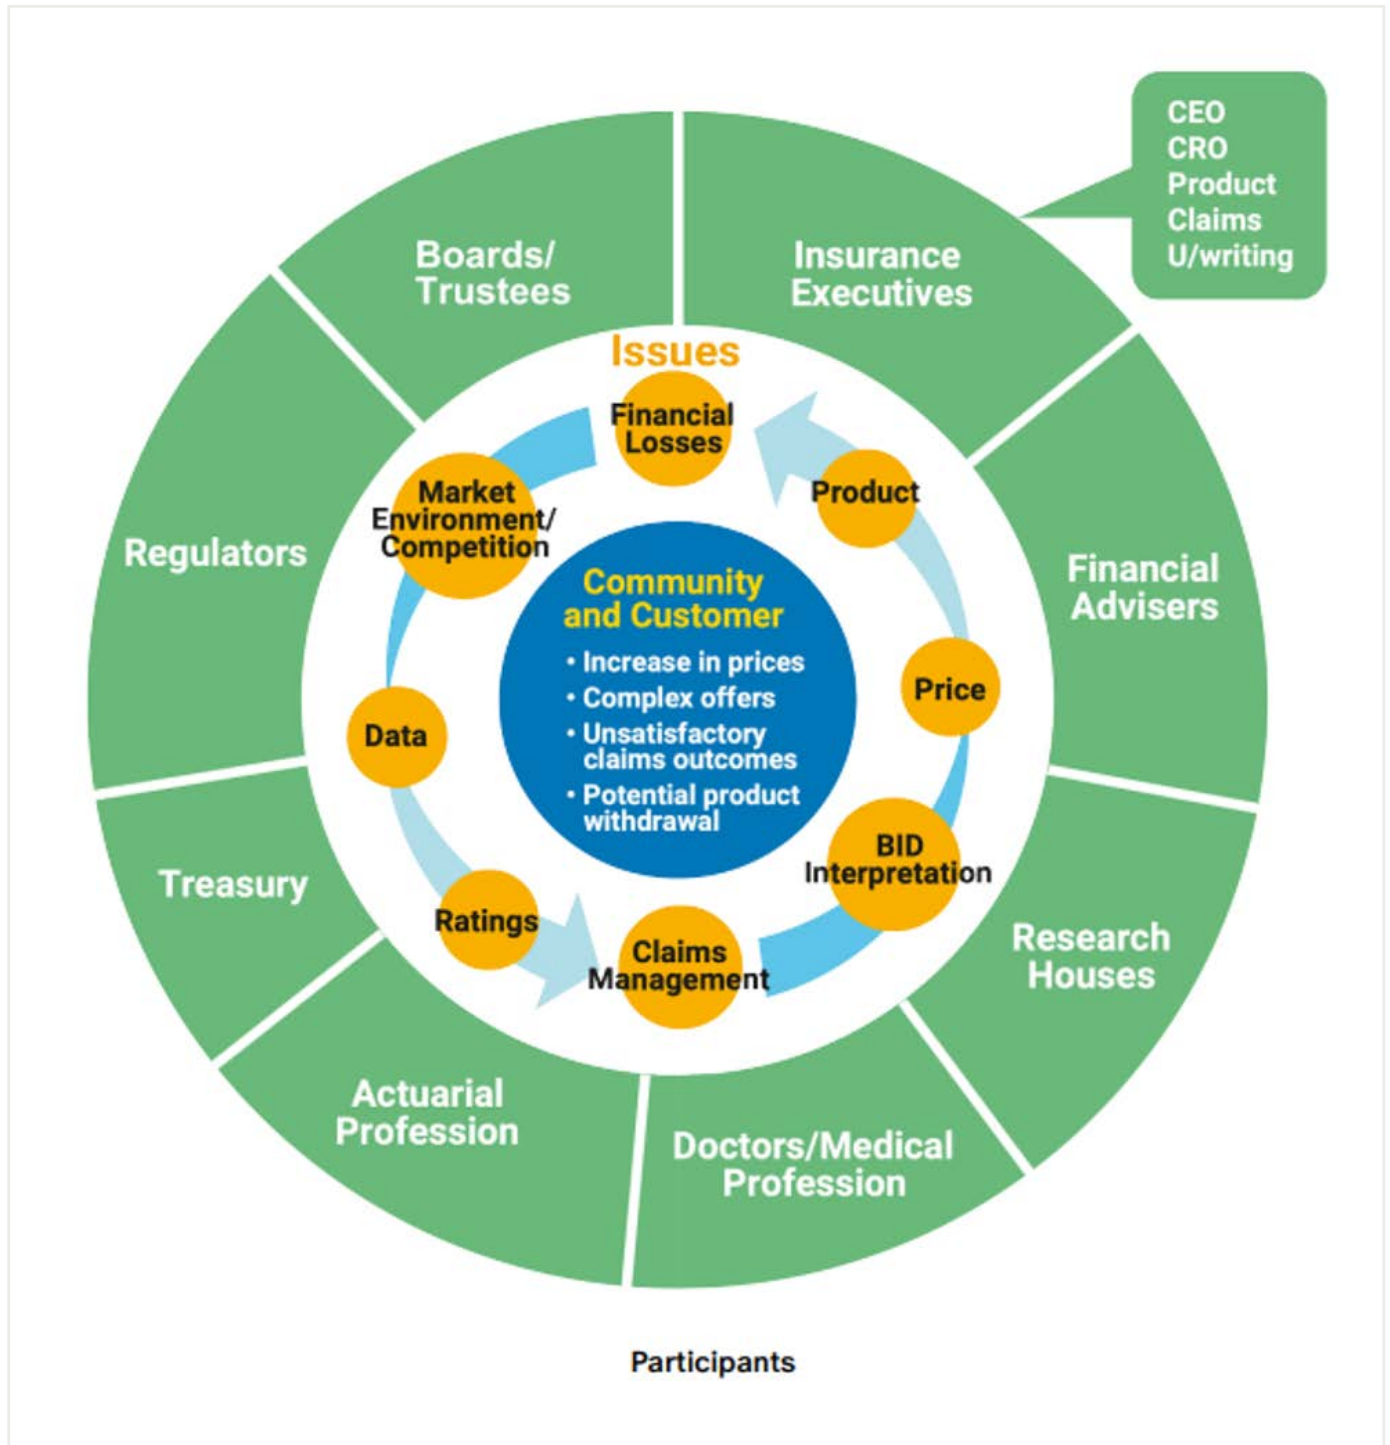 CEO
CRO
Product
Claims
U/writing
Boards/
Trustees
Insurance
Executives
Issues
Financial
Losses
Market
Environment/
Competition
Product
Regulators
Financial
Advisers
Community
and Customer
• Increase in prices
• Complex offers
• Unsatisfactory
claims outcomes
• Potential product
withdrawal
Price
Data
BID
Interpretation
Treasury
Ratings
Claims
Management
Research
Houses
Actuarial
Profession
Doctors/Medical
Profession
Participants